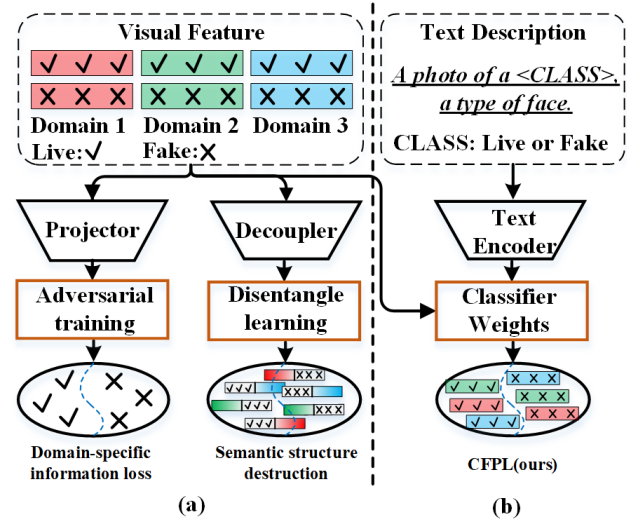 Visual Feature
Domain 1 Domain 2 Domain 3
Live:✓ Fake:✗
Text Description
A photo of a <CLASS>,
a type of face.
CLASS: Live or Fake
Projector
Decoupler
Text
Encoder
Adversarial
training
Disentangle
learning
Classifier
Weights
Domain-specific
information loss
Semantic structure
destruction
CFPL(ours)
(a)
(b)